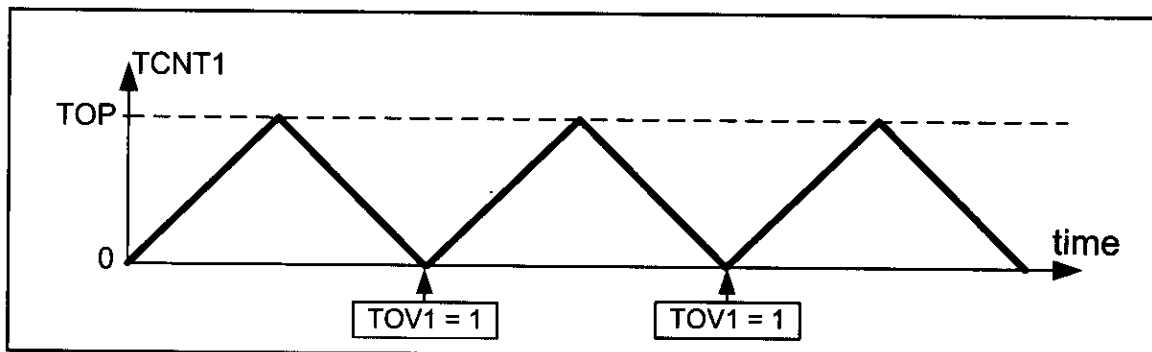 TCNT1
TOP
0
time
TOV1 = 1
TOV1 = 1